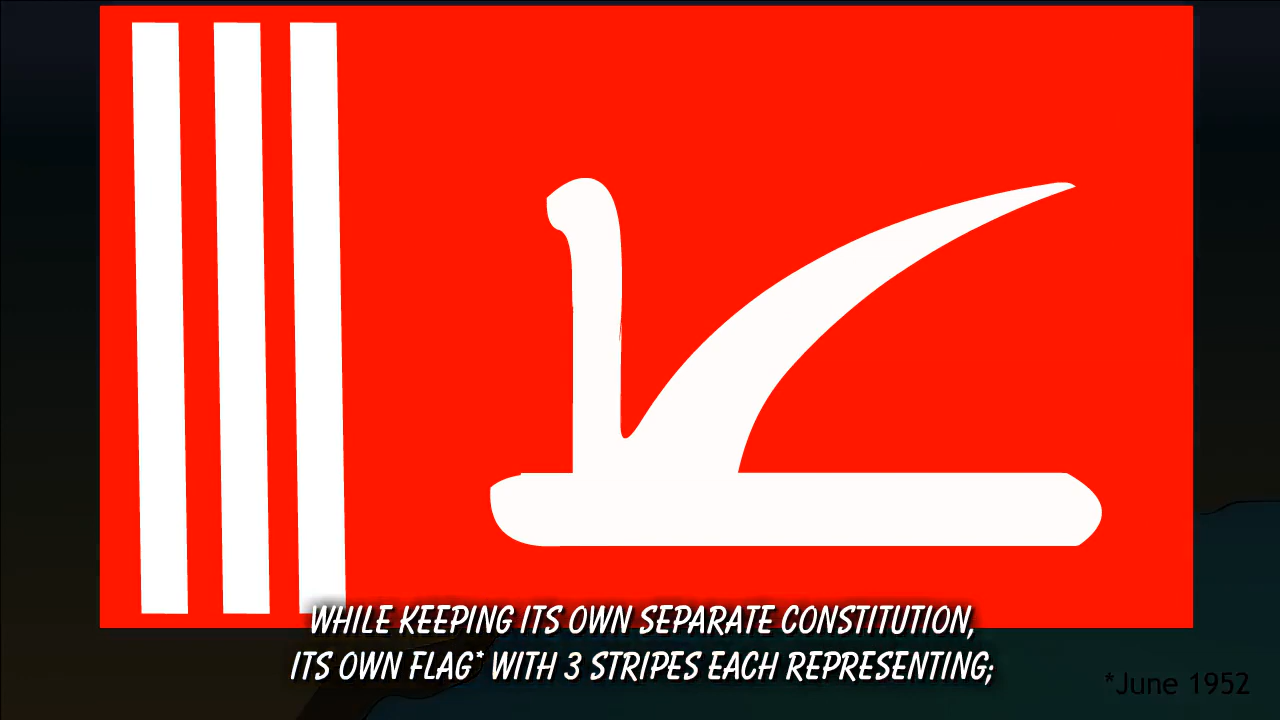 WHILE KEEPING ITS OWN SEPARATE CONSTITUTION,
ITS OWN FLAG* WITH 3 STRIPES EACH REPRESENTING;
*June 1952